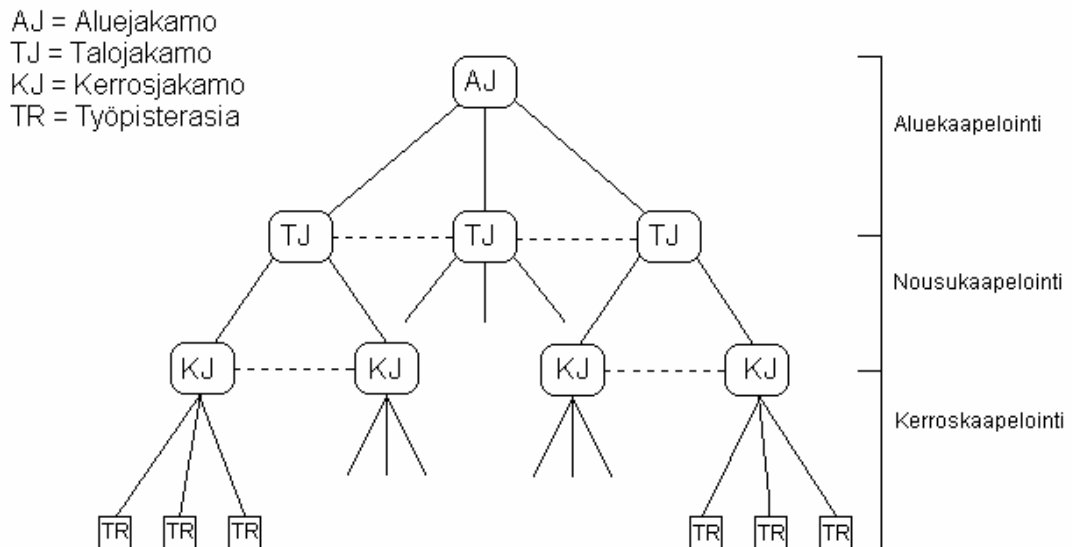 AJ = Aluejakamo
TJ = Talojakamo
KJ = Kerrosjakamo
TR = Työpisterasia
AJ
Aluekaapelointi
TJ
TJ
TJ
Nousukaapelointi
KJ
KJ
KJ
KJ
Kerroskaapelointi
TR
TR
TR
TR
TR
TR